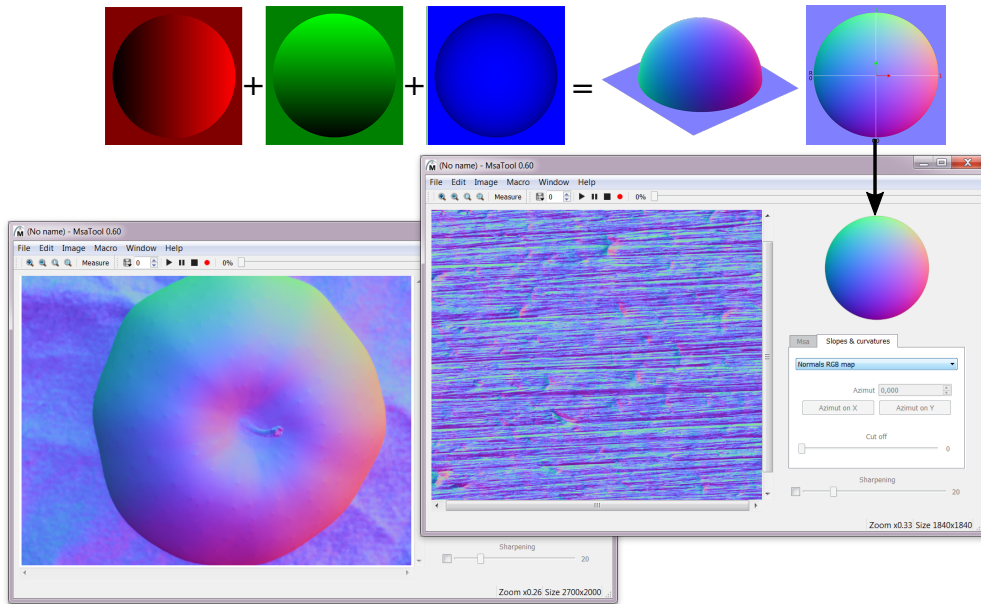 + + =
(No name) - MsaTool 0.60
File Edit Image Macro Window Help
Measure 0 0%
Msa Slopes & curvatures
Normals RGB map
Azimut 0,000
Azimut on X Azimut on Y
Cut off
0
Sharpening
20
Zoom x0.33 Size 1840x1840
(No name) - MsaTool 0.60
File Edit Image Macro Window Help
Measure 0 0%
Sharpening
20
Zoom x0.26 Size 2700x2000